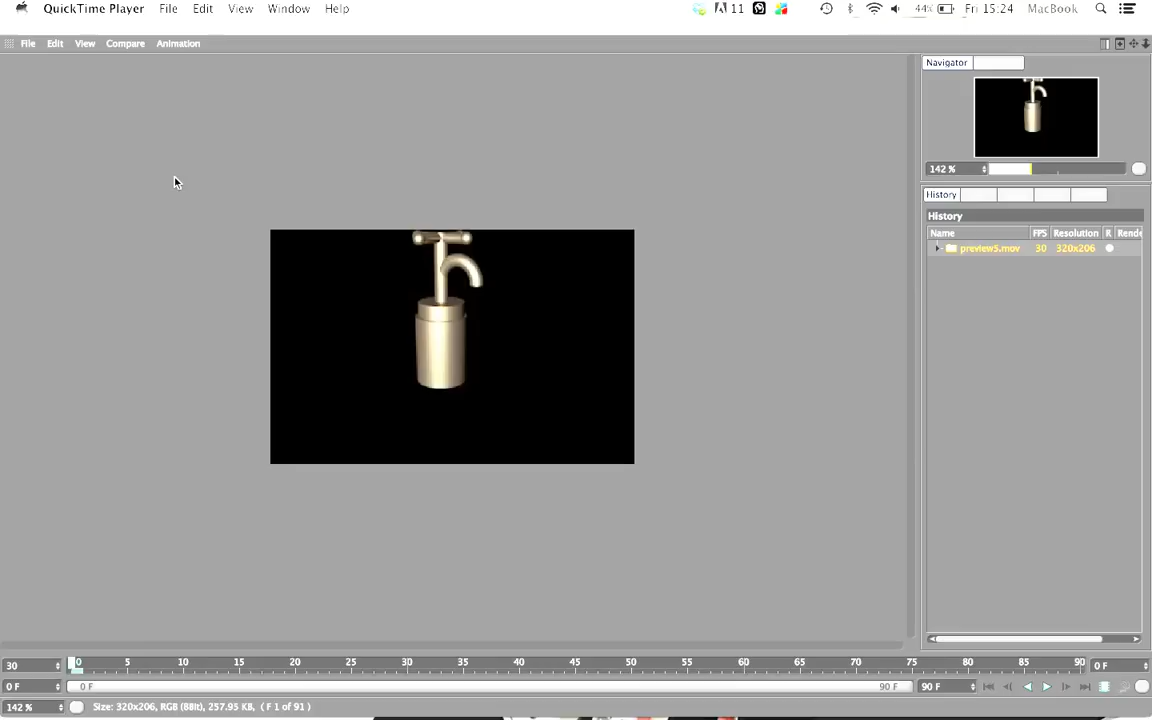 QuickTime Player File Edit View Window Help 11 44% Fri 15:24 MacBook
File Edit View Compare Animation
Navigator
142 %
History
History
Name FPS Resolution R Rende
preview5.mov 30 320x206
30 0 5 10 15 20 25 30 35 40 45 50 55 60 65 70 75 80 85 90 0 F
0 F 0 F 90 F 90 F
142 % Size: 320x206, RGB (8Bit), 257.95 KB, ( F 1 of 91 )